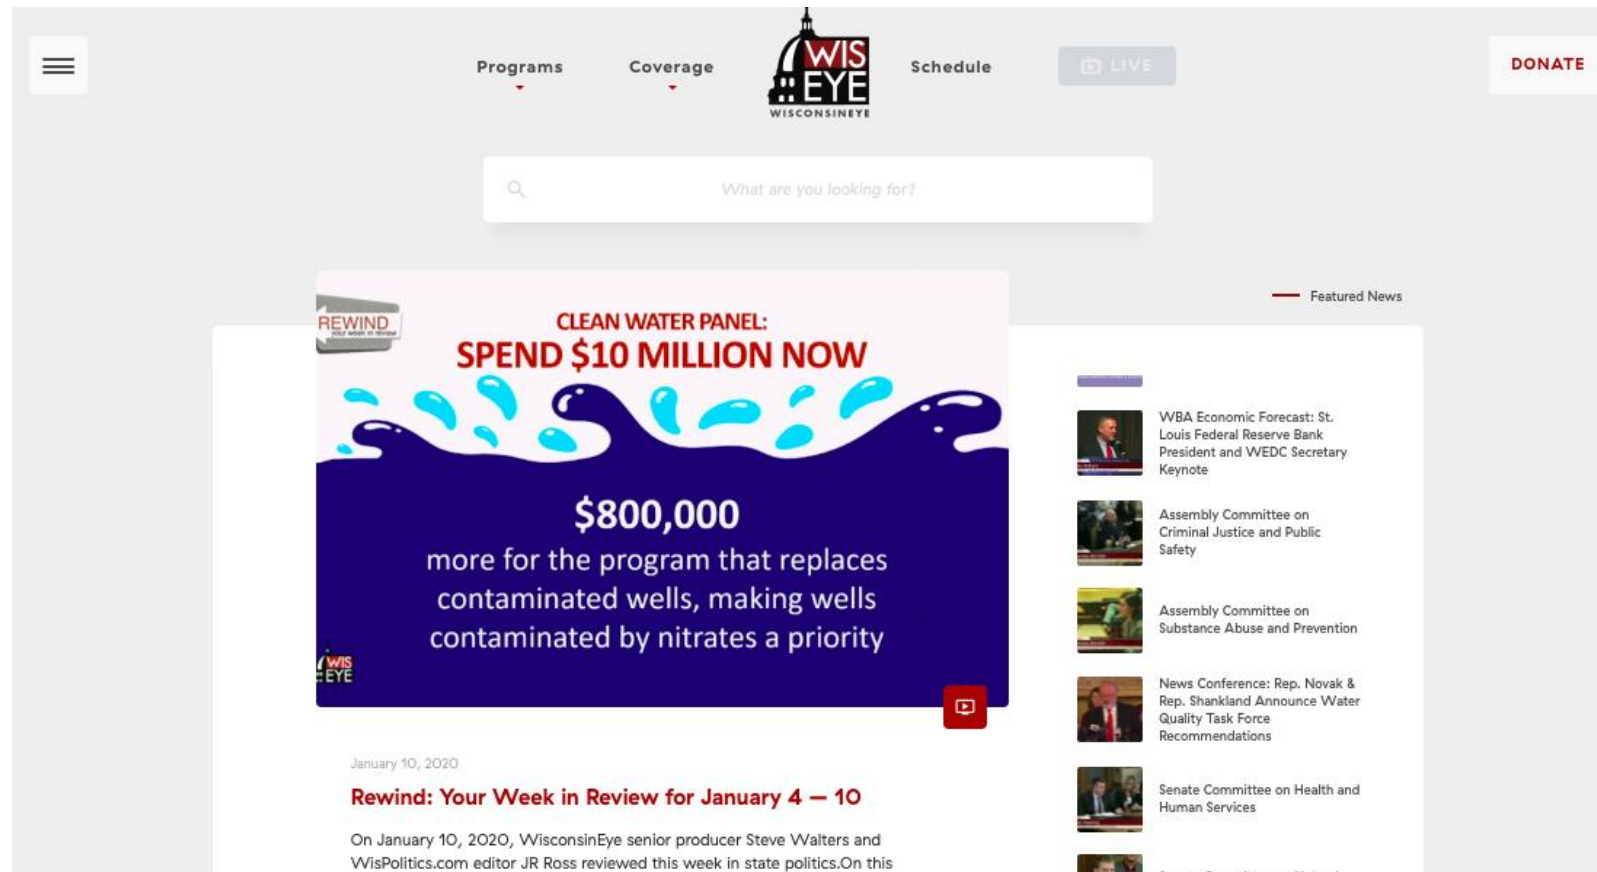 Programs
Coverage
WIS
EYE
WISCONSINEYE
Schedule
LIVE
DONATE
What are you looking for?
REWIND
your week in review
CLEAN WATER PANEL:
SPEND $10 MILLION NOW
$800,000
more for the program that replaces
contaminated wells, making wells
contaminated by nitrates a priority
WIS
EYE
January 10, 2020
Rewind: Your Week in Review for January 4 — 10
On January 10, 2020, WisconsinEye senior producer Steve Walters and
WisPolitics.com editor JR Ross reviewed this week in state politics.On this
Featured News
WBA Economic Forecast: St.
Louis Federal Reserve Bank
President and WEDC Secretary
Keynote
Assembly Committee on
Criminal Justice and Public
Safety
Assembly Committee on
Substance Abuse and Prevention
News Conference: Rep. Novak &
Rep. Shankland Announce Water
Quality Task Force
Recommendations
Senate Committee on Health and
Human Services